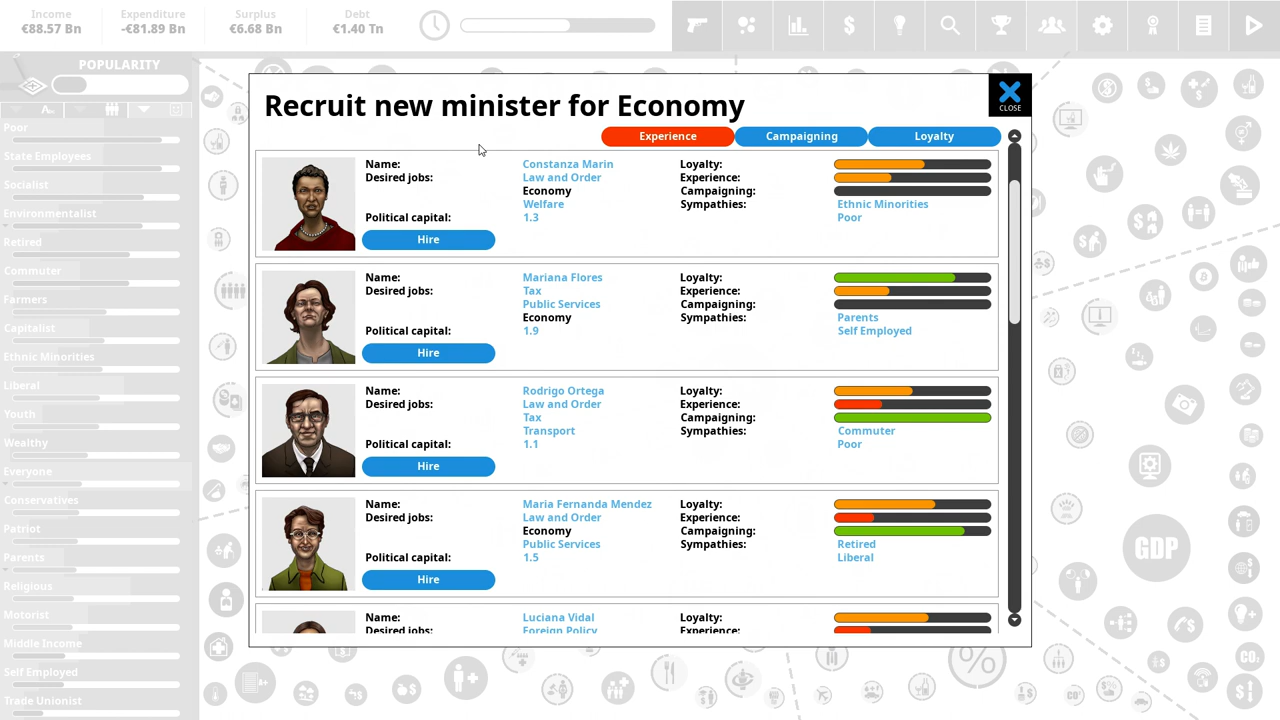 Income
€88.57 Bn
Expenditure
-€81.89 Bn
Surplus
€6.68 Bn
Debt
€1.40 Tn
POPULARITY
Poor
State Employees
Socialist
Environmentalist
Retired
Commuter
Farmers
Capitalist
Ethnic Minorities
Liberal
Youth
Wealthy
Everyone
Conservatives
Patriot
Parents
Religious
Motorist
Middle Income
Self Employed
Trade Unionist
Recruit new minister for Economy
CLOSE
Experience
Campaigning
Loyalty
Name: Constanza Marin Loyalty:
Desired jobs: Law and Order Experience:
Economy Campaigning:
Welfare Sympathies: Ethnic Minorities
Political capital: 1.3 Poor
Hire
Name: Mariana Flores Loyalty:
Desired jobs: Tax Experience:
Public Services Campaigning:
Economy Sympathies: Parents
Political capital: 1.9 Self Employed
Hire
Name: Rodrigo Ortega Loyalty:
Desired jobs: Law and Order Experience:
Tax Campaigning:
Transport Sympathies: Commuter
Political capital: 1.1 Poor
Hire
Name: Maria Fernanda Mendez Loyalty:
Desired jobs: Law and Order Experience:
Economy Campaigning:
Public Services Sympathies: Retired
Political capital: 1.5 Liberal
Hire
Name: Luciana Vidal Loyalty:
Desired jobs: Foreign Policy Experience:
GDP
CO²